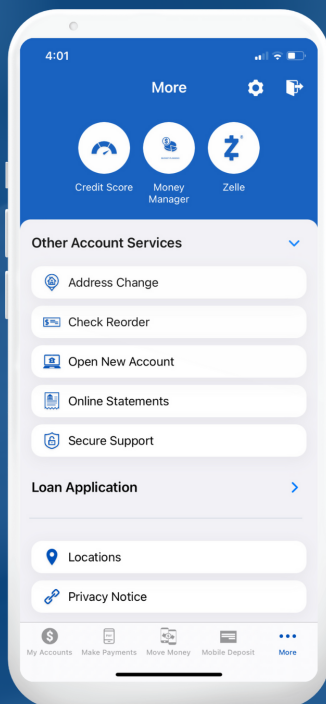 4:01
More
Credit Score
Money
Manager
Zelle
Other Account Services
Address Change
Check Reorder
Open New Account
Online Statements
Secure Support
Loan Application
Locations
Privacy Notice
My Accounts
Make Payments
Move Money
Mobile Deposit
More